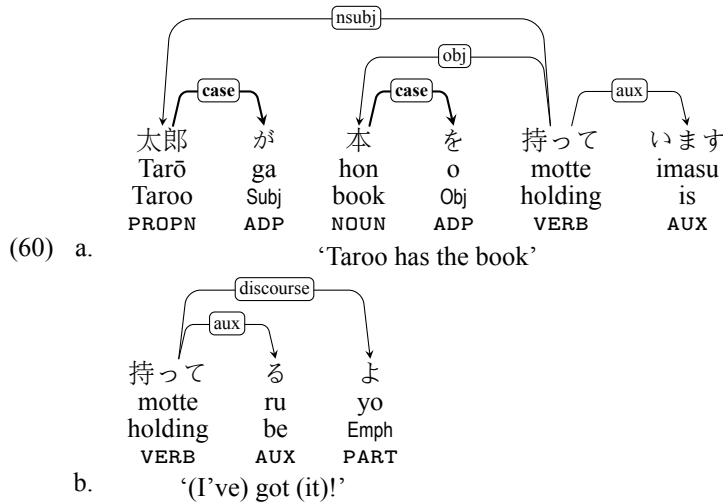 nsubj
obj
case case aux
太郎 が 本 を 持って います
Tarō ga hon o motte imasu
Taroo Subj book Obj holding is
PROPN ADP NOUN ADP VERB AUX
(60) a. ‘Taroo has the book’
discourse
aux
持って る よ
motte ru yo
holding be Emph
VERB AUX PART
b. ‘(I’ve) got (it)!’